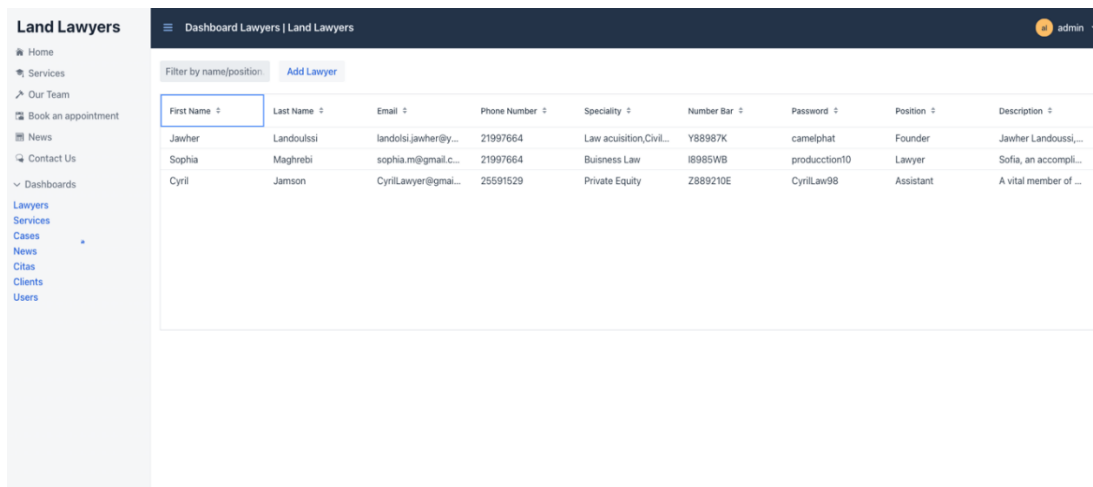 Land Lawyers
Home
Services
Our Team
Book an appointment
News
Contact Us
Dashboards
Lawyers
Services
Cases
News
Citas
Clients
Users
Dashboard Lawyers | Land Lawyers
al admin
Filter by name/position. Add Lawyer
First Name Last Name Email Phone Number Speciality Number Bar Password Position Description
Jawher Landoulssi landolsi.jawher@y... 21997664 Law acuisition,Civil... Y88987K camelphat Founder Jawher Landoussi,...
Sophia Maghrebi sophia.m@gmail.c... 21997664 Buisness Law I8985WB producction10 Lawyer Sofia, an accompli...
Cyril Jamson CyrilLawyer@gmai... 25591529 Private Equity Z889210E CyrilLaw98 Assistant A vital member of ...